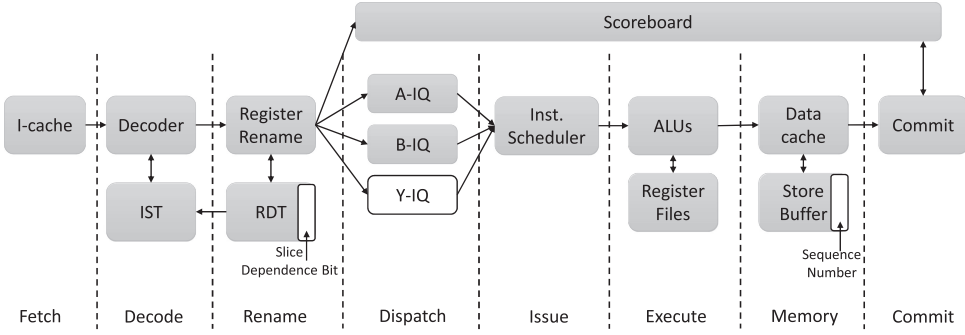 Scoreboard
I-cache
Decoder
Register
Rename
A-IQ
B-IQ
Y-IQ
Inst.
Scheduler
ALUs
Data
cache
Commit
IST
RDT
Register
Files
Store
Buffer
Slice
Dependence Bit
Sequence
Number
Fetch
Decode
Rename
Dispatch
Issue
Execute
Memory
Commit